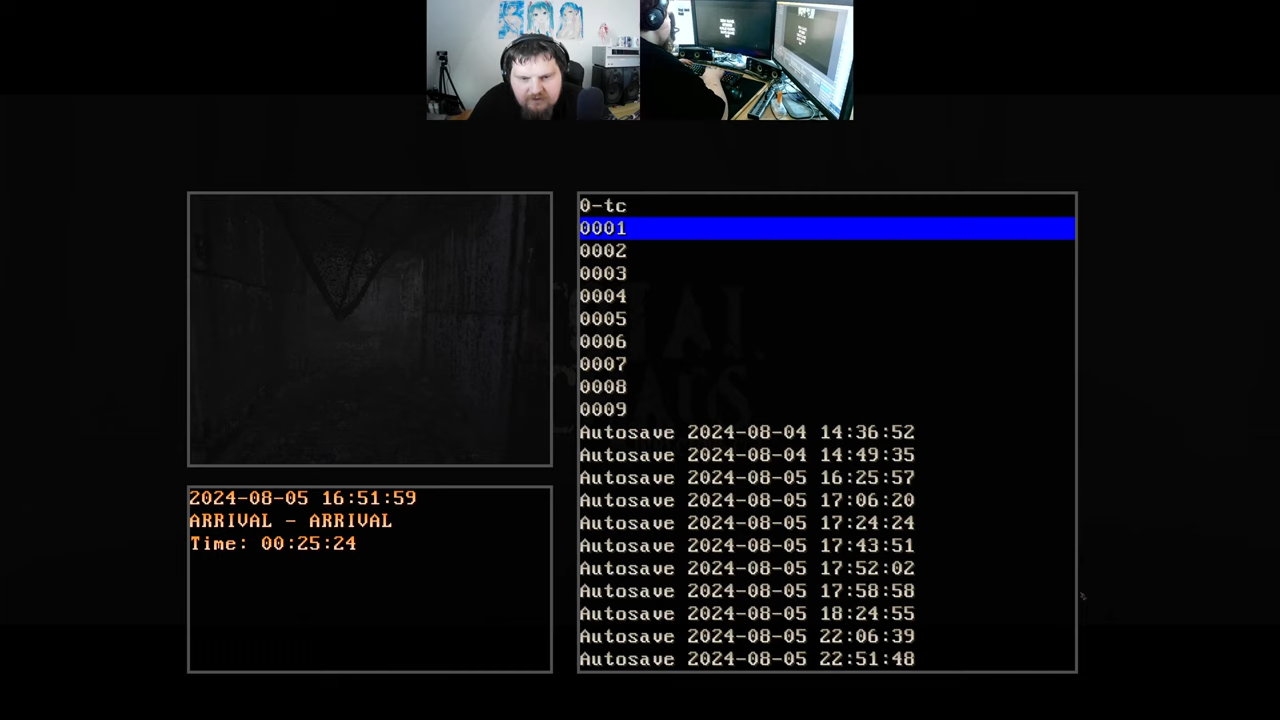 0-tc
0001
0002
0003
0004
0005
0006
0007
0008
0009
Autosave 2024-08-04 14:36:52
Autosave 2024-08-04 14:49:35
Autosave 2024-08-05 16:25:57
Autosave 2024-08-05 17:06:20
Autosave 2024-08-05 17:24:24
Autosave 2024-08-05 17:43:51
Autosave 2024-08-05 17:52:02
Autosave 2024-08-05 17:58:58
Autosave 2024-08-05 18:24:55
Autosave 2024-08-05 22:06:39
Autosave 2024-08-05 22:51:48
2024-08-05 16:51:59
ARRIVAL - ARRIVAL
Time: 00:25:24